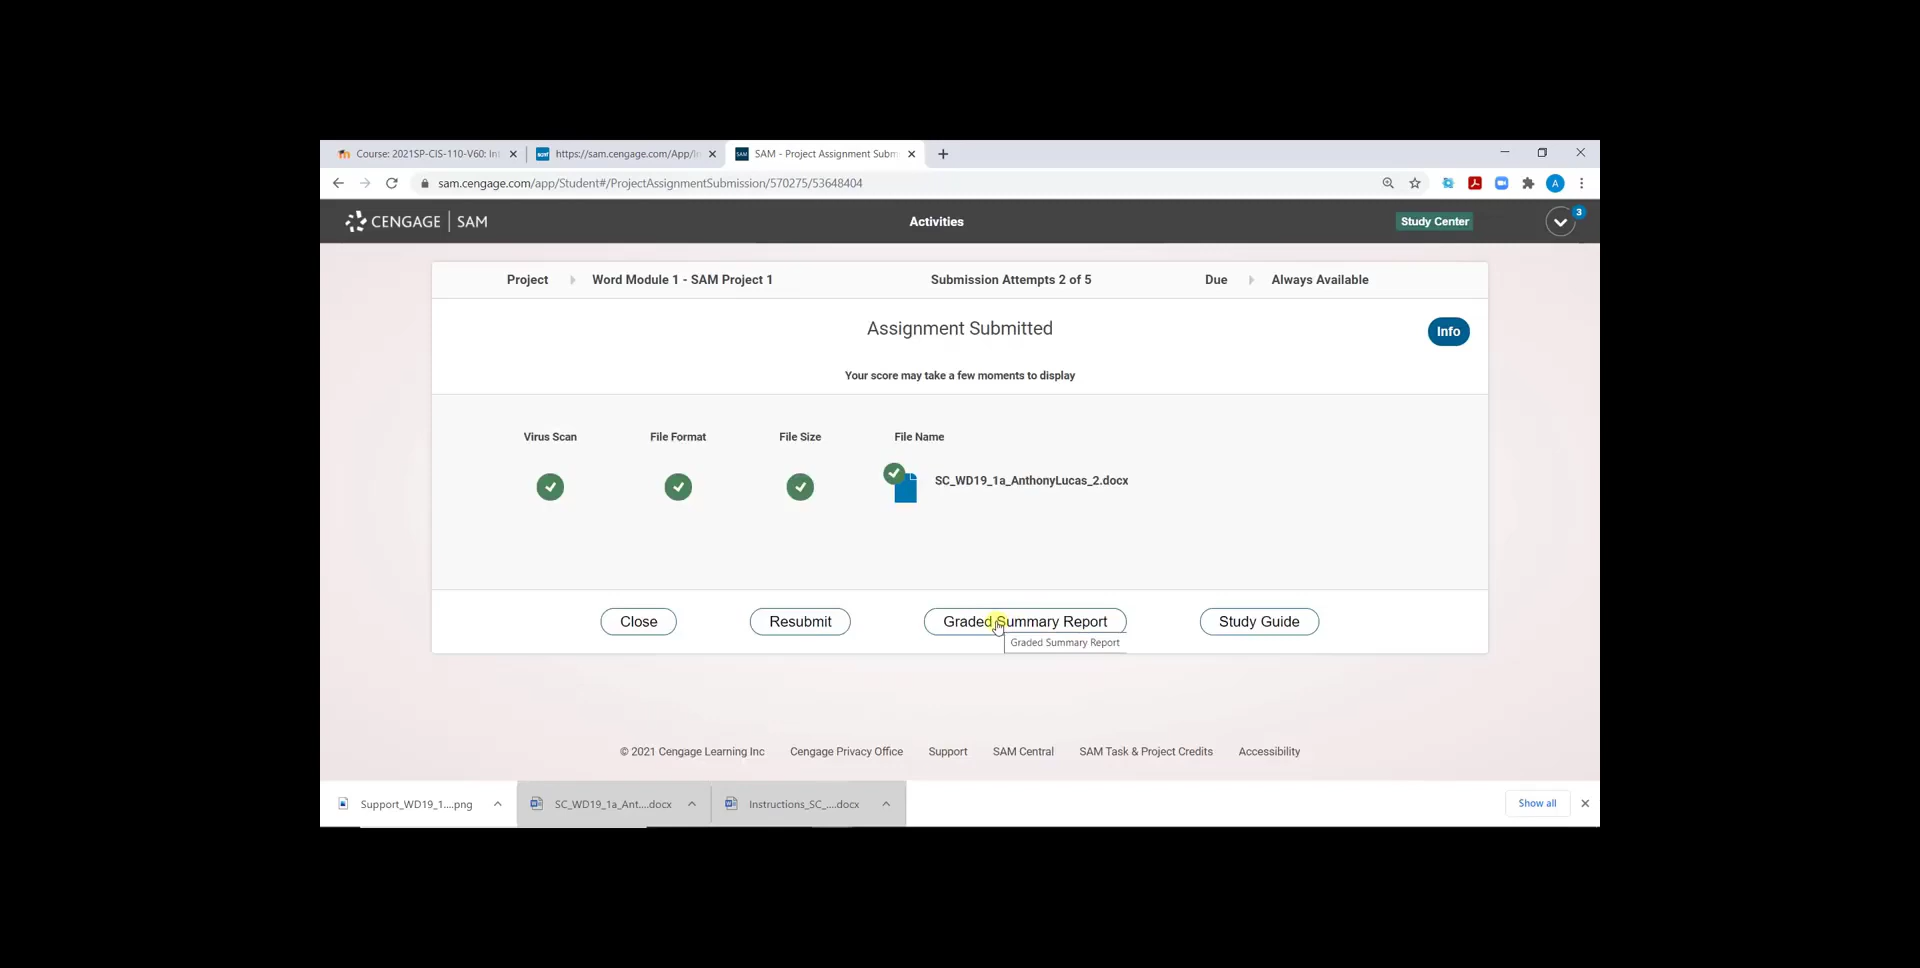 Course: 2021SP-CIS-110-V60: Int
https://sam.cengage.com/App/In
SAM SAM - Project Assignment Subm
sam.cengage.com/app/Student#/ProjectAssignmentSubmission/570275/53648404
A
CENGAGE | SAM
Activities
Study Center
3
Project
Word Module 1 - SAM Project 1
Submission Attempts 2 of 5
Due
Always Available
Assignment Submitted
Info
Your score may take a few moments to display
Virus Scan
File Format
File Size
File Name
SC_WD19_1a_AnthonyLucas_2.docx
Close
Resubmit
Graded Summary Report
Study Guide
Graded Summary Report
© 2021 Cengage Learning Inc
Cengage Privacy Office
Support
SAM Central
SAM Task & Project Credits
Accessibility
Support_WD19_1....png
SC_WD19_1a_Ant....docx
Instructions_SC_....docx
Show all